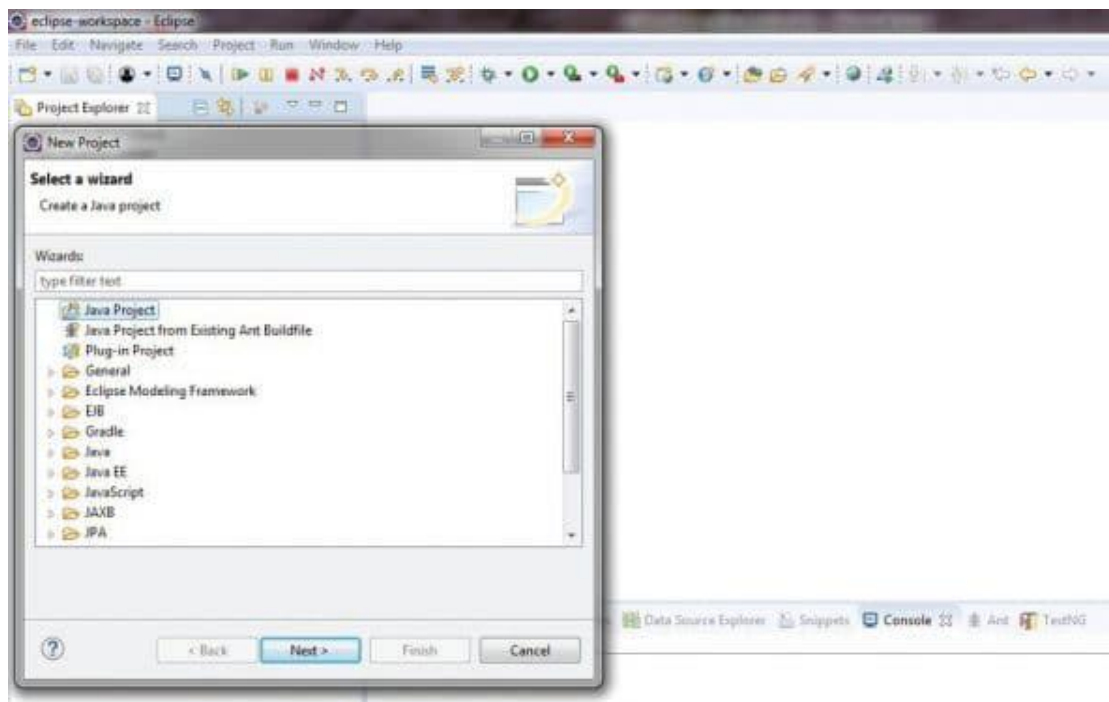 eclipse-workspace - Eclipse
File Edit Navigate Search Project Run Window Help
Project Explorer
New Project
Select a wizard
Create a Java project
Wizards:
type filter text
Java Project
Java Project from Existing Ant Buildfile
Plug-in Project
General
Eclipse Modeling Framework
EJB
Gradle
Java
Java EE
JavaScript
JAXB
JPA
Data Source Explorer Snippets Console Ant TestNG
< Back Next > Finish Cancel